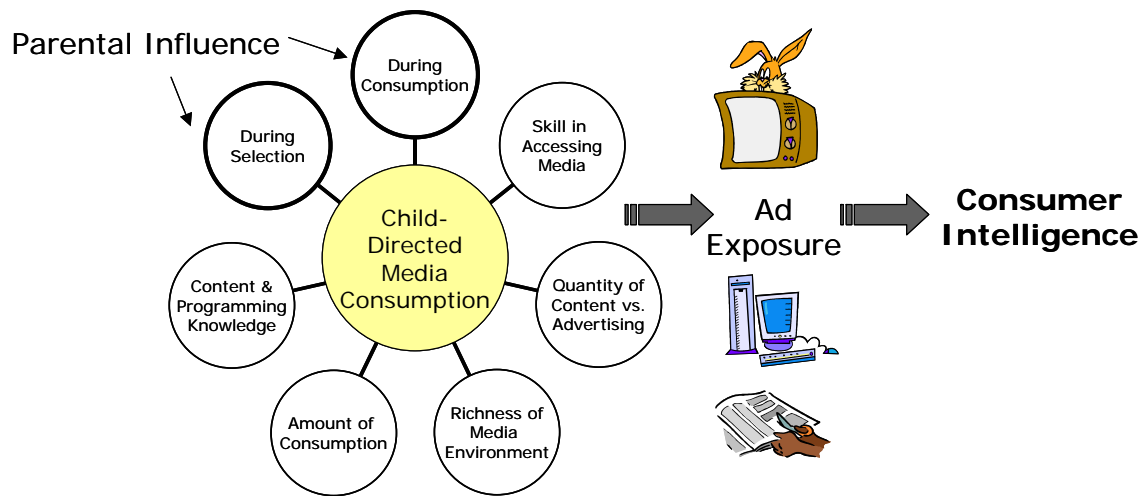 Parental Influence
During
Consumption
During
Selection
Skill in
Accessing
Media
Child-
Directed
Media
Consumption
Content &
Programming
Knowledge
Quantity of
Content vs.
Advertising
Amount of
Consumption
Richness of
Media
Environment
Ad
Exposure
Consumer
Intelligence